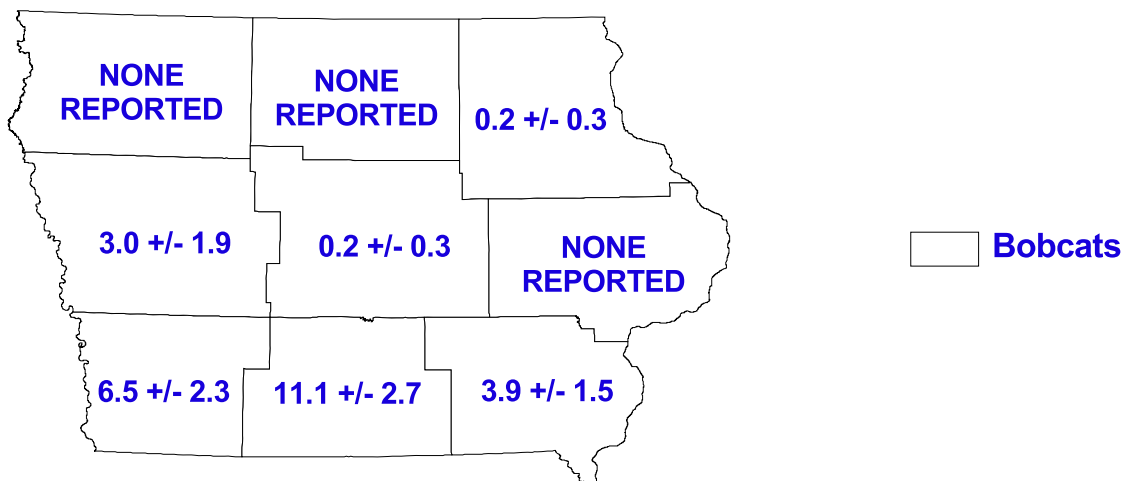 NONE
REPORTED
NONE
REPORTED
0.2 +/- 0.3
3.0 +/- 1.9
0.2 +/- 0.3
NONE
REPORTED
Bobcats
6.5 +/- 2.3
11.1 +/- 2.7
3.9 +/- 1.5